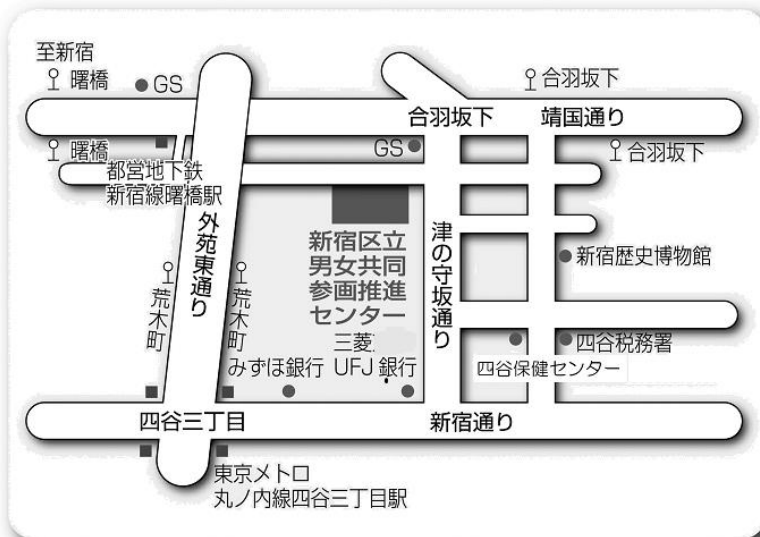 至新宿
曙橋
GS
合羽坂下
合羽坂下
靖国通り
曙橋
GS
合羽坂下
都営地下鉄
新宿線曙橋駅
外苑東通り
新宿区立
男女共同
参画推進
センター
津の守坂通り
新宿歴史博物館
荒木町
荒木町
三菱
UFJ 銀行
みずほ銀行
四谷税務署
四谷保健センター
四谷三丁目
新宿通り
東京メトロ
丸ノ内線四谷三丁目駅